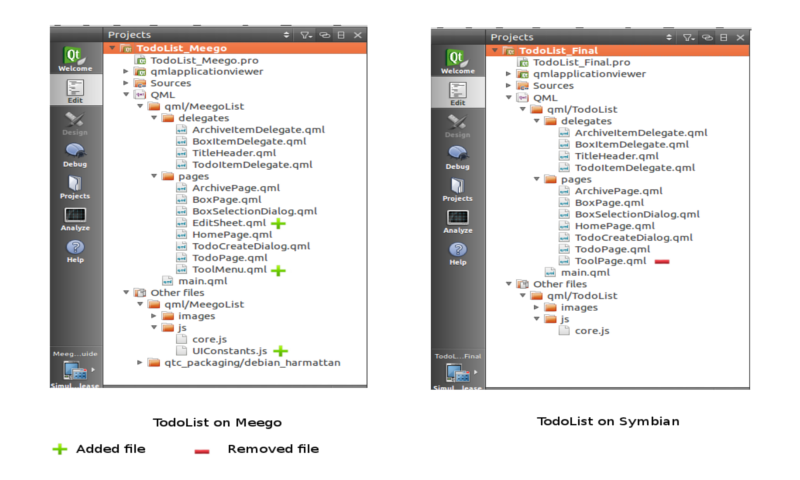 Projects
TodoList_Meego
TodoList_Meego.pro
qmlapplicationviewer
Sources
QML
qml/MeegoList
delegates
ArchiveItemDelegate.qml
BoxItemDelegate.qml
TitleHeader.qml
TodoItemDelegate.qml
pages
ArchivePage.qml
BoxPage.qml
BoxSelectionDialog.qml
EditSheet.qml
HomePage.qml
TodoCreateDialog.qml
TodoPage.qml
ToolMenu.qml
main.qml
Other files
qml/MeegoList
images
js
core.js
UIConstants.js
qtc_packaging/debian_harmattan
Qt
Welcome
Edit
Design
Debug
Projects
Analyze
Help
Meeg...uide
Simul...lease
TodoList on Meego
Projects
TodoList_Final
TodoList_Final.pro
qmlapplicationviewer
Sources
QML
qml/TodoList
delegates
ArchiveItemDelegate.qml
BoxItemDelegate.qml
TitleHeader.qml
TodoItemDelegate.qml
pages
ArchivePage.qml
BoxPage.qml
BoxSelectionDialog.qml
HomePage.qml
TodoCreateDialog.qml
TodoPage.qml
ToolPage.qml
main.qml
Other files
qml/TodoList
images
js
core.js
Qt
Welcome
Edit
Design
Debug
Projects
Analyze
Help
TodoL...Final
Simul...lease
TodoList on Symbian
Added file
Removed file